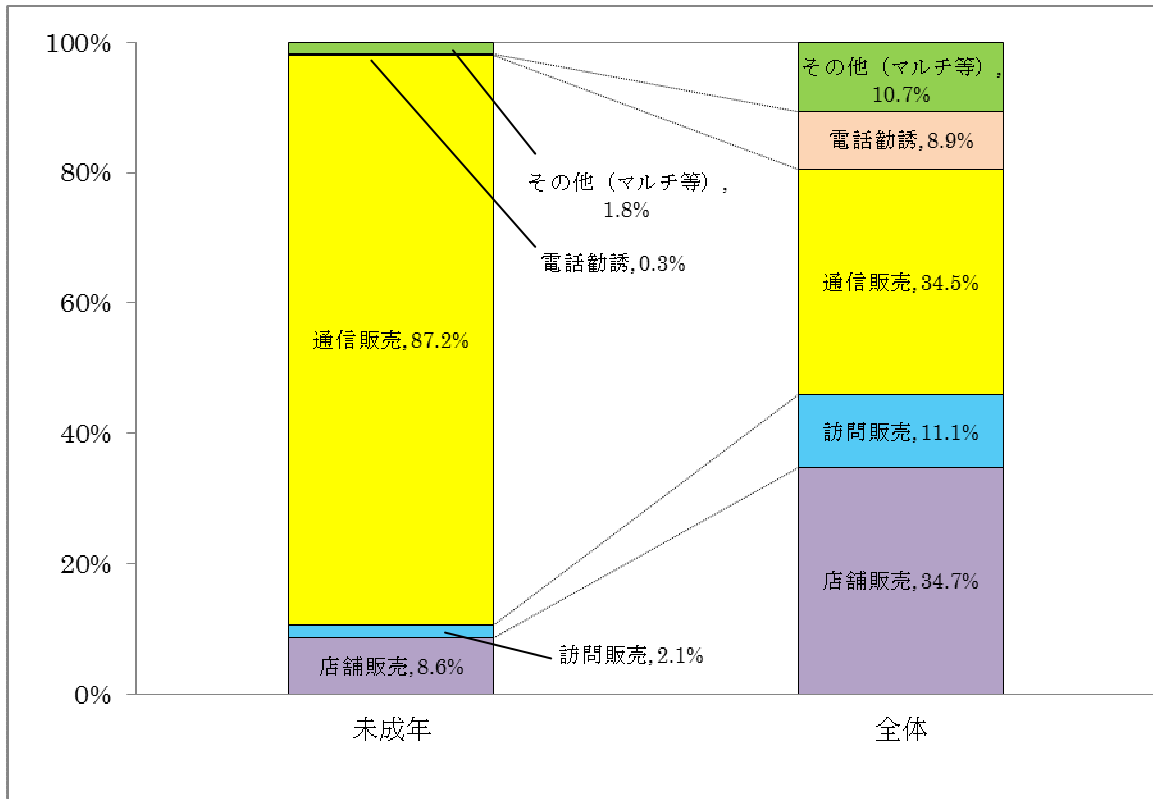 100%
80%
60%
40%
20%
0%
その他（マルチ等）,
1.8%
電話勧誘,0.3%
通信販売,87.2%
訪問販売,2.1%
店舗販売,8.6%
その他（マルチ等）,
10.7%
電話勧誘,8.9%
通信販売,34.5%
訪問販売,11.1%
店舗販売,34.7%
未成年
全体